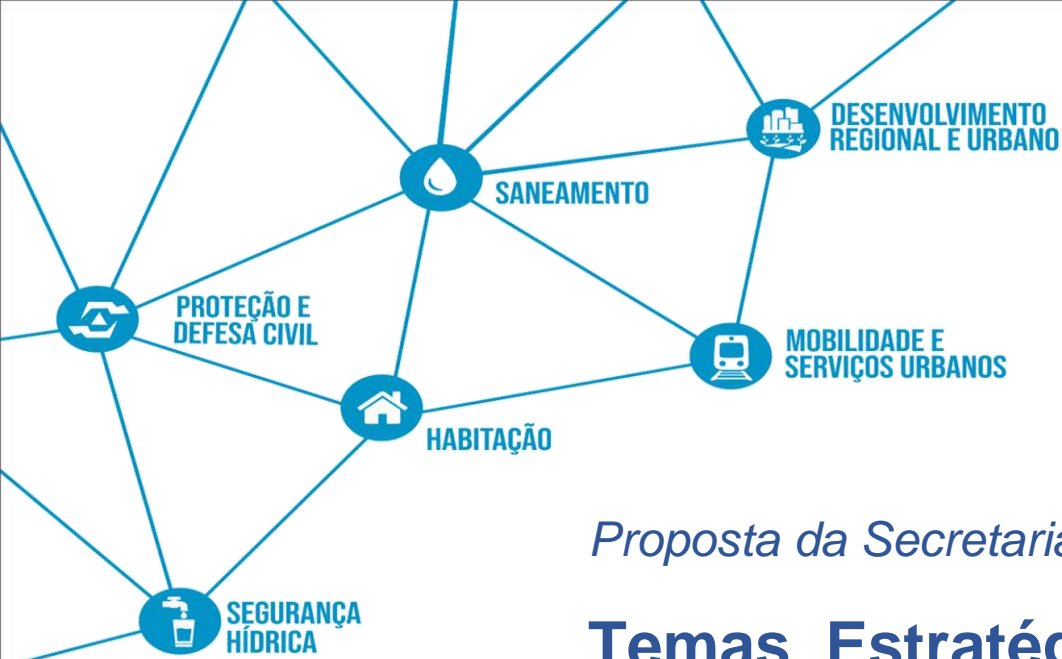 DESENVOLVIMENTO
REGIONAL E URBANO
SANEAMENTO
PROTEÇÃO E
DEFESA CIVIL
MOBILIDADE E
SERVIÇOS URBANOS
HABITAÇÃO
Proposta da Secretaria
SEGURANÇA
HÍDRICA
Temas